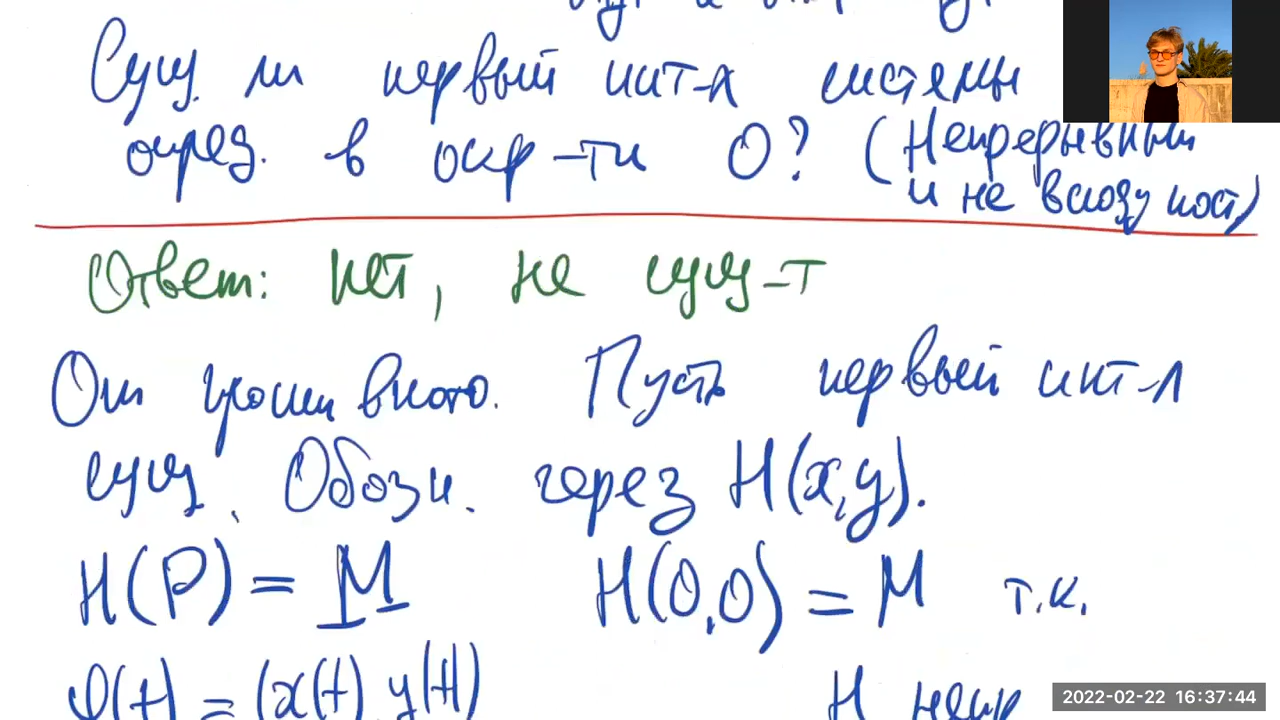 Сущ. ли первый инт-л системы
опрез. в окр-ти O? (Непрерывный
и не всюду пост)
Ответ: нет, не сущ-т
От противного. Пусть первый инт-л
сущ. Обозн. через H(x,y).
H(P) = M H(0,0) = M т.к.
(t) = (x(t) y(t) H непр
2022-02-22 16:37:44